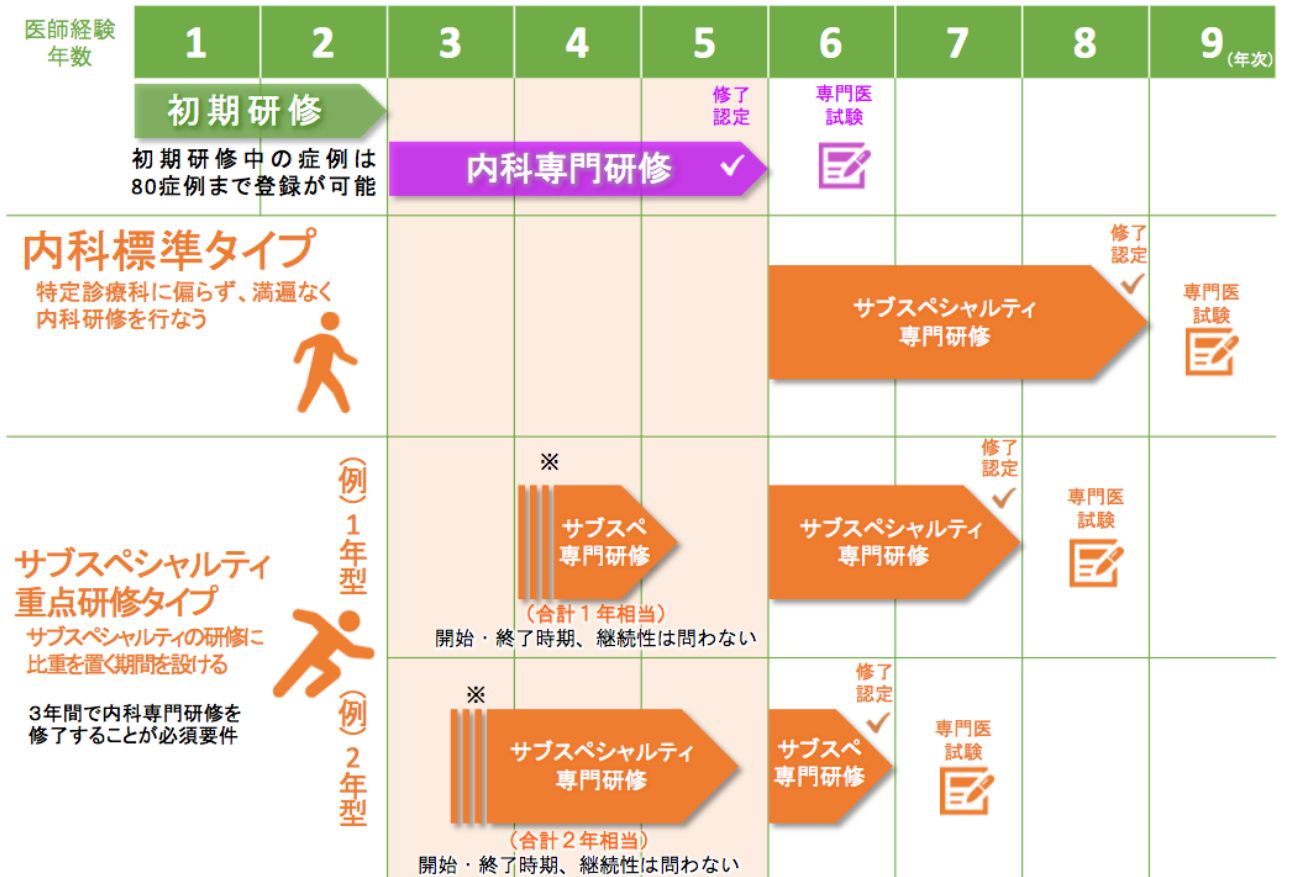 医師経験
年数
1
2
3
4
5
6
7
8
9(年次)
初期研修
初期研修中の症例は
80症例まで登録が可能
修了
認定
内科専門研修
専門医
試験
内科標準タイプ
特定診療科に偏らず、満遍なく
内科研修を行なう
サブスペシャルティ
専門研修
修了
認定
専門医
試験
サブスペシャルティ
重点研修タイプ
サブスペシャルティの研修に
比重を置く期間を設ける
3年間で内科専門研修を
修了することが必須要件
(例)1年型
※
サブスペ
専門研修
(合計1年相当)
開始・終了時期、継続性は問わない
サブスペシャルティ
専門研修
修了
認定
専門医
試験
(例)2年型
※
サブスペシャルティ
専門研修
(合計2年相当)
開始・終了時期、継続性は問わない
サブスペ
専門研修
修了
認定
専門医
試験